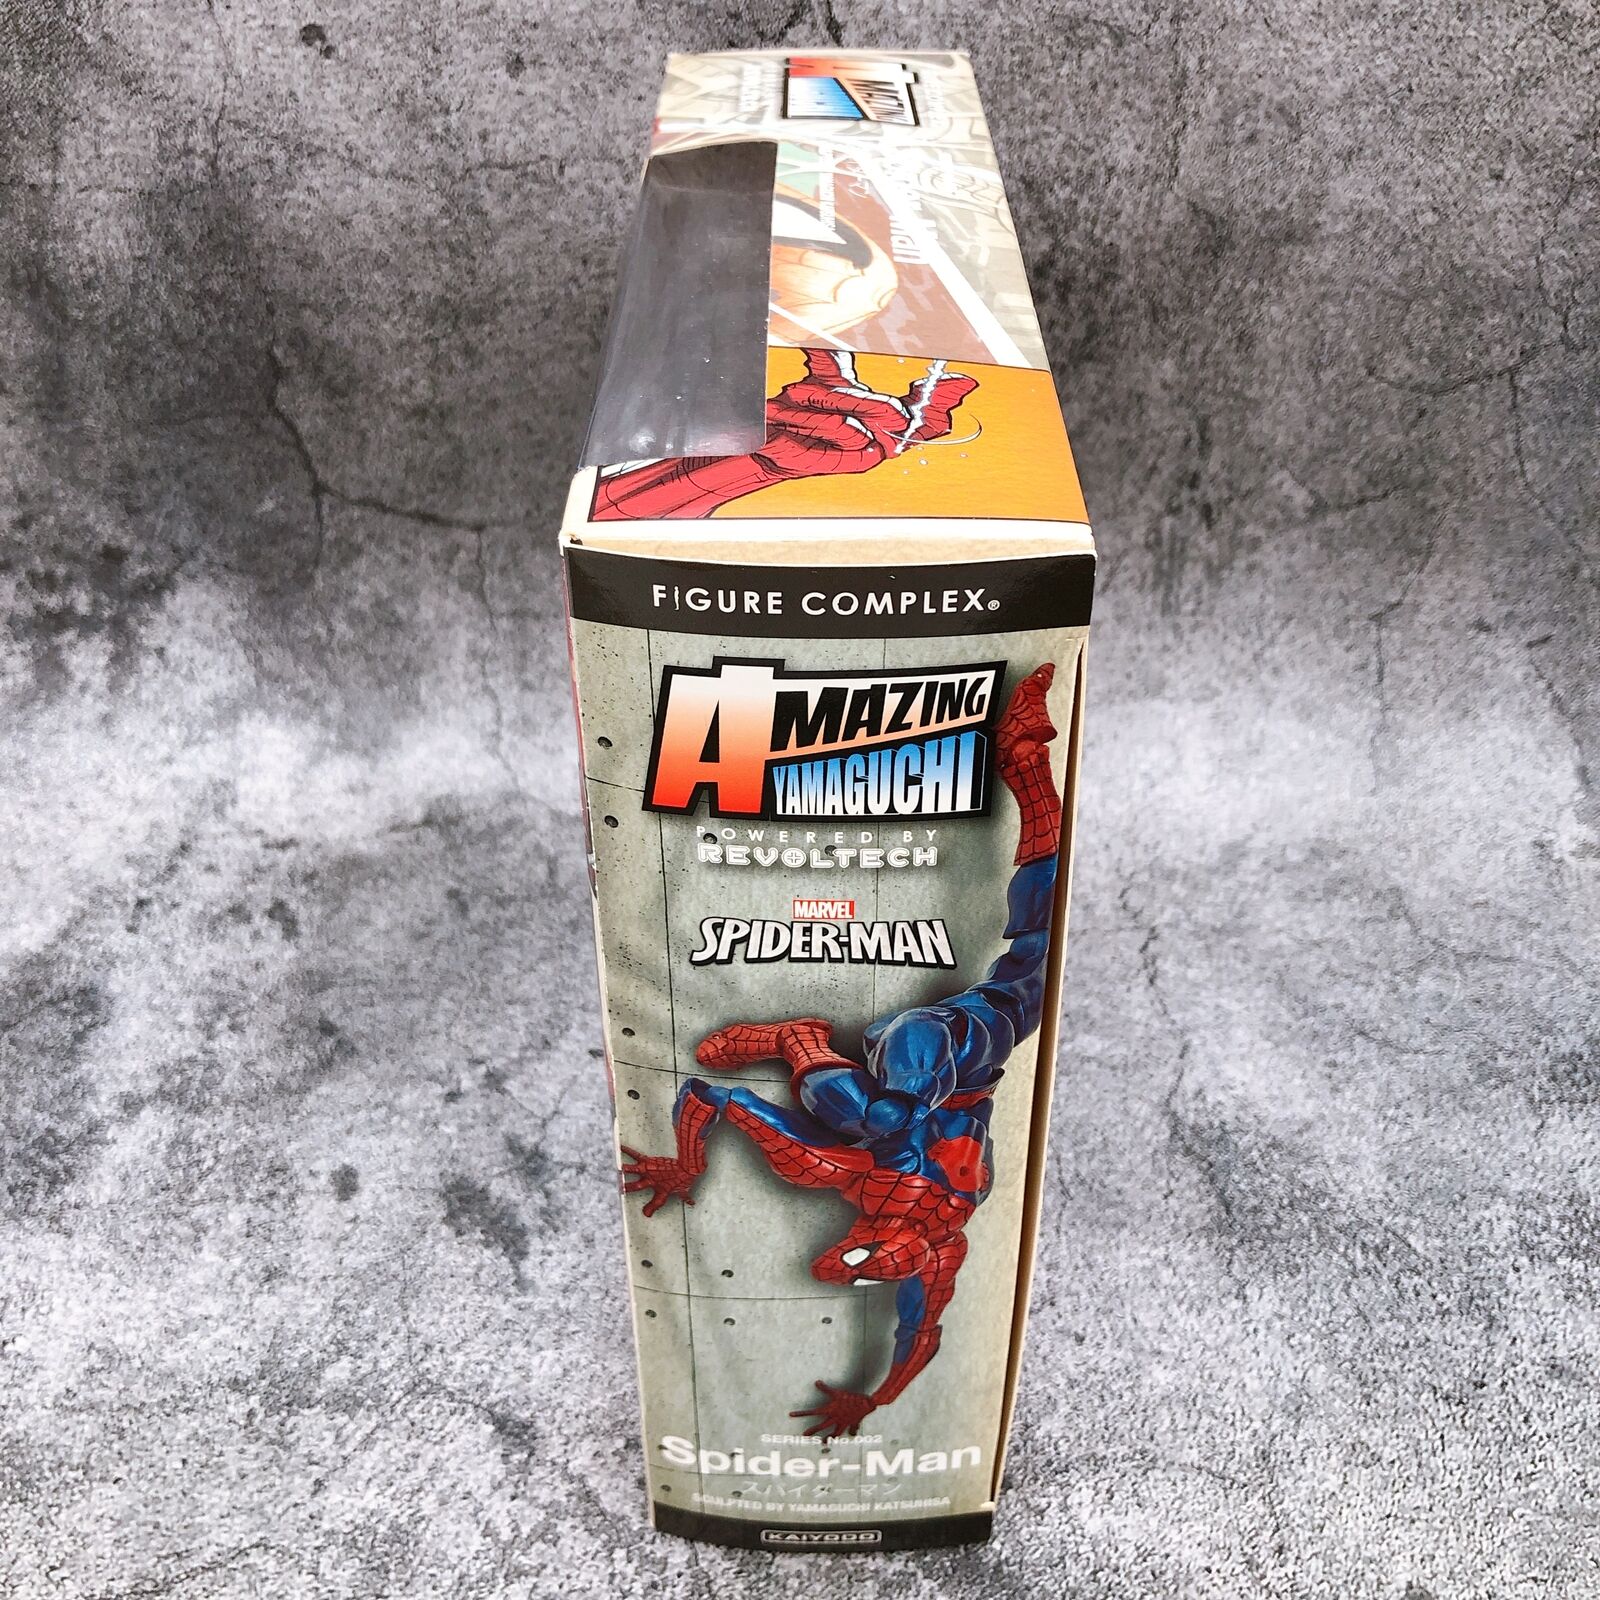 FIGURE COMPLEX®
AMAZING
YAMAGUCHI
POWERED BY
REVOLTECH
MARVEL
SPIDER-MAN
SERIES No.002
Spider-Man
スパイダーマン
SCULPTED BY YAMAGUCHI KATSUHISA
KAIYODO